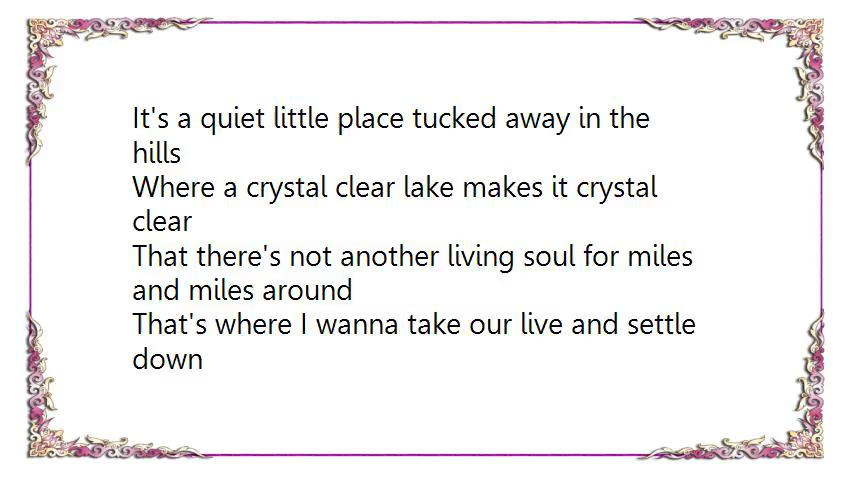 It's a quiet little place tucked away in the
hills
Where a crystal clear lake makes it crystal
clear
That there's not another living soul for miles
and miles around
That's where I wanna take our live and settle
down